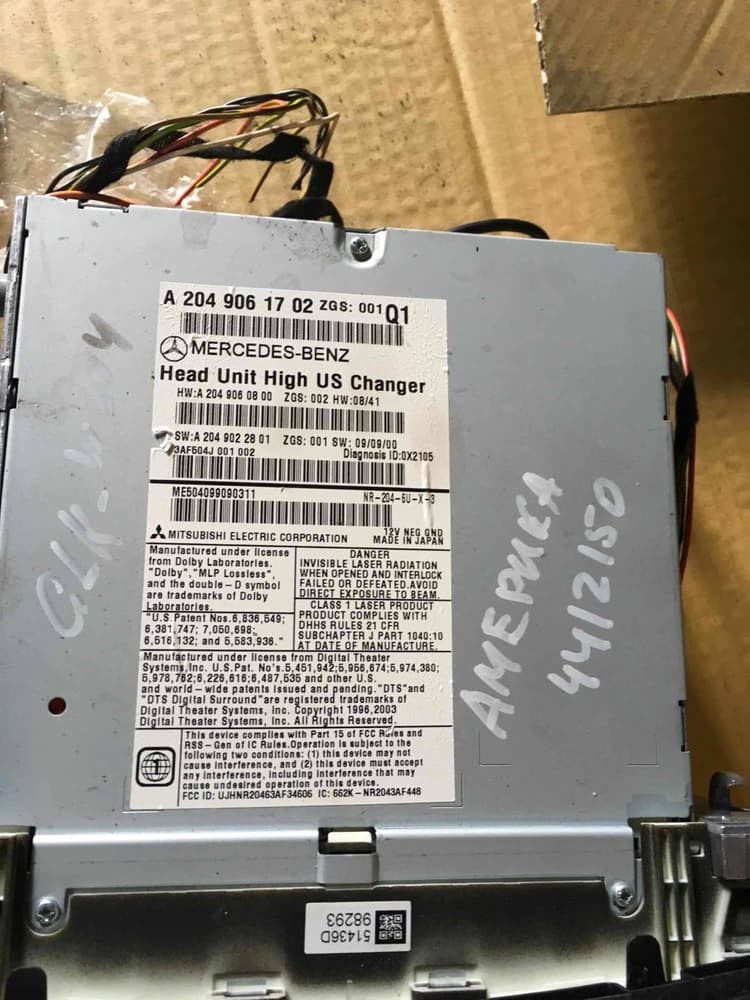 A 204 906 17 02 ZGS: 001 Q1
MERCEDES-BENZ
Head Unit High US Changer
HW:A 204 906 08 00 ZGS: 002 HW:08/41
SW:A 204 902 28 01 ZGS: 001 SW: 09/09/00
3AF504J 001 002 Diagnosis ID:0X2105
ME504099090311 NR-204-6U-X-3
MITSUBISHI ELECTRIC CORPORATION
12V NEG GND
MADE IN JAPAN
Manufactured under license
from Dolby Laboratories.
"Dolby","MLP Lossless",
and the double-D symbol
are trademarks of Dolby
Laboratories.
"U.S.Patent Nos.6,836,549;
6,381,747; 7,050,698;
6,516,132; and 5,583,936."
DANGER
INVISIBLE LASER RADIATION
WHEN OPENED AND INTERLOCK
FAILED OR DEFEATED.AVOID
DIRECT EXPOSURE TO BEAM.
CLASS 1 LASER PRODUCT
PRODUCT COMPLIES WITH
DHHS RULES 21 CFR
SUBCHAPTER J PART 1040:10
AT DATE OF MANUFACTURE.
Manufactured under license from Digital Theater
Systems,Inc. U.S.Pat. No's.5,451,942;5,956,674;5,974,380;
5,978,762;6,226,616;6,487,535 and other U.S.
and world-wide patents issued and pending."DTS"and
"DTS Digital Surround"are registered trademarks of
Digital Theater Systems, Inc. Copyright 1996,2003
Digital Theater Systems, Inc. All Rights Reserved.
This device complies with Part 15 of FCC Rules and
RSS-Gen of IC Rules.Operation is subject to the
following two conditions: (1) this device may not
cause interference, and (2) this device must accept
any interference, including interference that may
cause undesired operation of this device.
FCC ID: UJHNR20463AF34606 IC: 662K-NR2043AF448
АМЕРИКА
4412150
51436D
98293